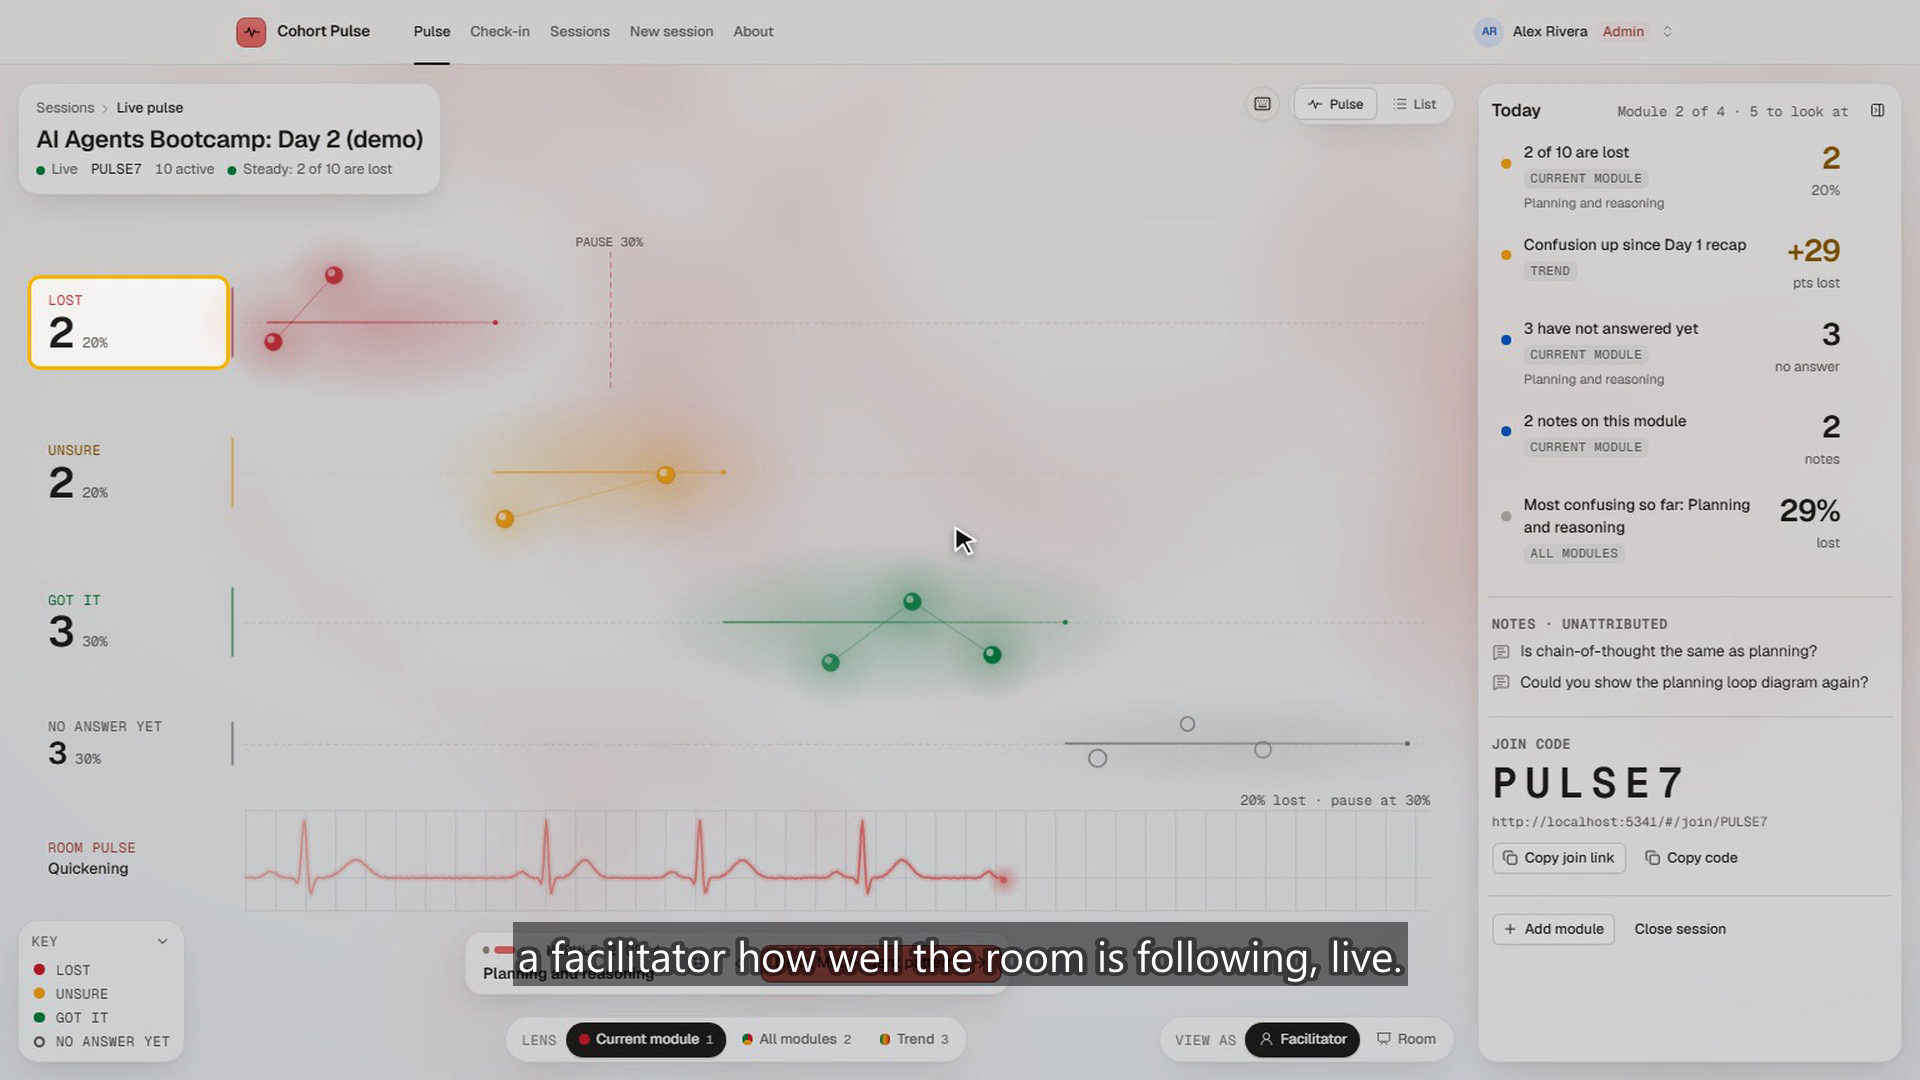 Cohort Pulse
Pulse
Check-in
Sessions
New session
About
AR
Alex Rivera
Admin
Sessions > Live pulse
AI Agents Bootcamp: Day 2 (demo)
Live PULSE7 10 active Steady: 2 of 10 are lost
Pulse
List
PAUSE 30%
LOST
2 20%
UNSURE
2 20%
GOT IT
3 30%
NO ANSWER YET
3 30%
20% lost · pause at 30%
ROOM PULSE
Quickening
KEY
LOST
UNSURE
GOT IT
NO ANSWER YET
Planning and reasoning
a facilitator how well the room is following, live.
LENS
Current module 1
All modules 2
Trend 3
VIEW AS
Facilitator
Room
Today
Module 2 of 4 · 5 to look at
2 of 10 are lost
CURRENT MODULE
Planning and reasoning
2
20%
Confusion up since Day 1 recap
TREND
+29
pts lost
3 have not answered yet
CURRENT MODULE
Planning and reasoning
3
no answer
2 notes on this module
CURRENT MODULE
2
notes
Most confusing so far: Planning
and reasoning
ALL MODULES
29%
lost
NOTES · UNATTRIBUTED
Is chain-of-thought the same as planning?
Could you show the planning loop diagram again?
JOIN CODE
PULSE7
http://localhost:5341/#/join/PULSE7
Copy join link
Copy code
+ Add module
Close session